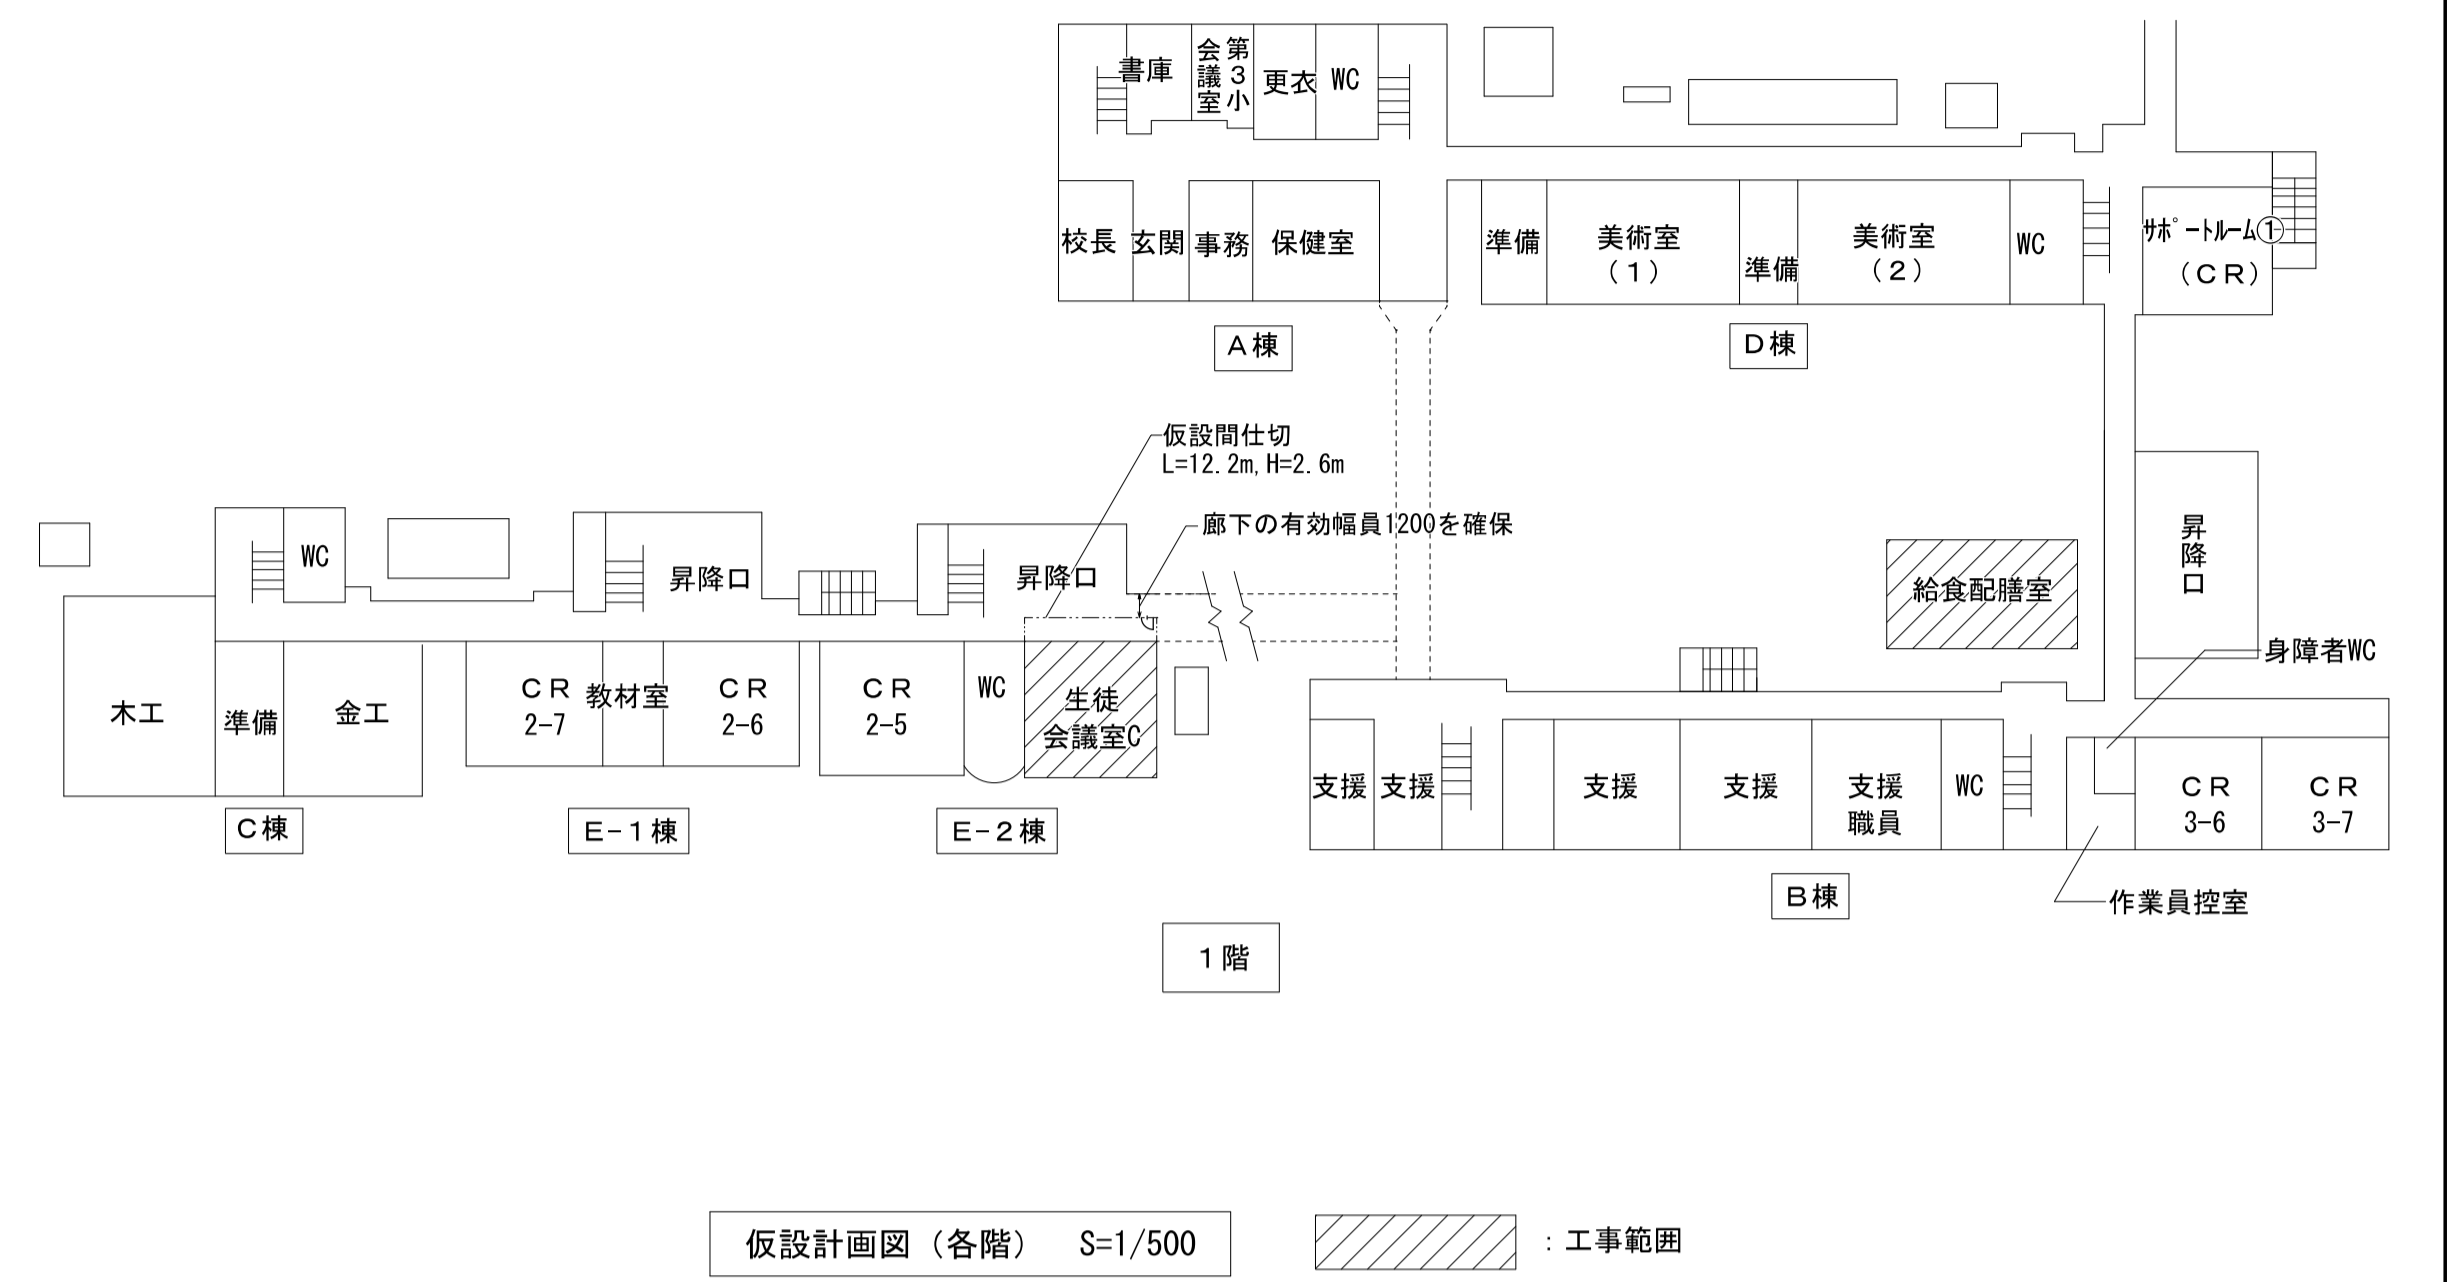 書庫
第3小
会議室
更衣
WC
校長
玄関
事務
保健室
準備
美術室
(1)
準備
美術室
(2)
WC
ｻﾎﾟｰﾄﾙｰﾑ①
(CR)
A棟
D棟
仮設間仕切
L=12.2m,H=2.6m
廊下の有効幅員1200を確保
WC
昇降口
昇降口
昇降口
給食配膳室
身障者WC
木工
準備
金工
CR
2-7
教材室
CR
2-6
CR
2-5
WC
生徒
会議室C
支援
支援
支援
支援
支援
職員
WC
CR
3-6
CR
3-7
C棟
E-1棟
E-2棟
B棟
作業員控室
1階
仮設計画図(各階) S=1/500
:工事範囲